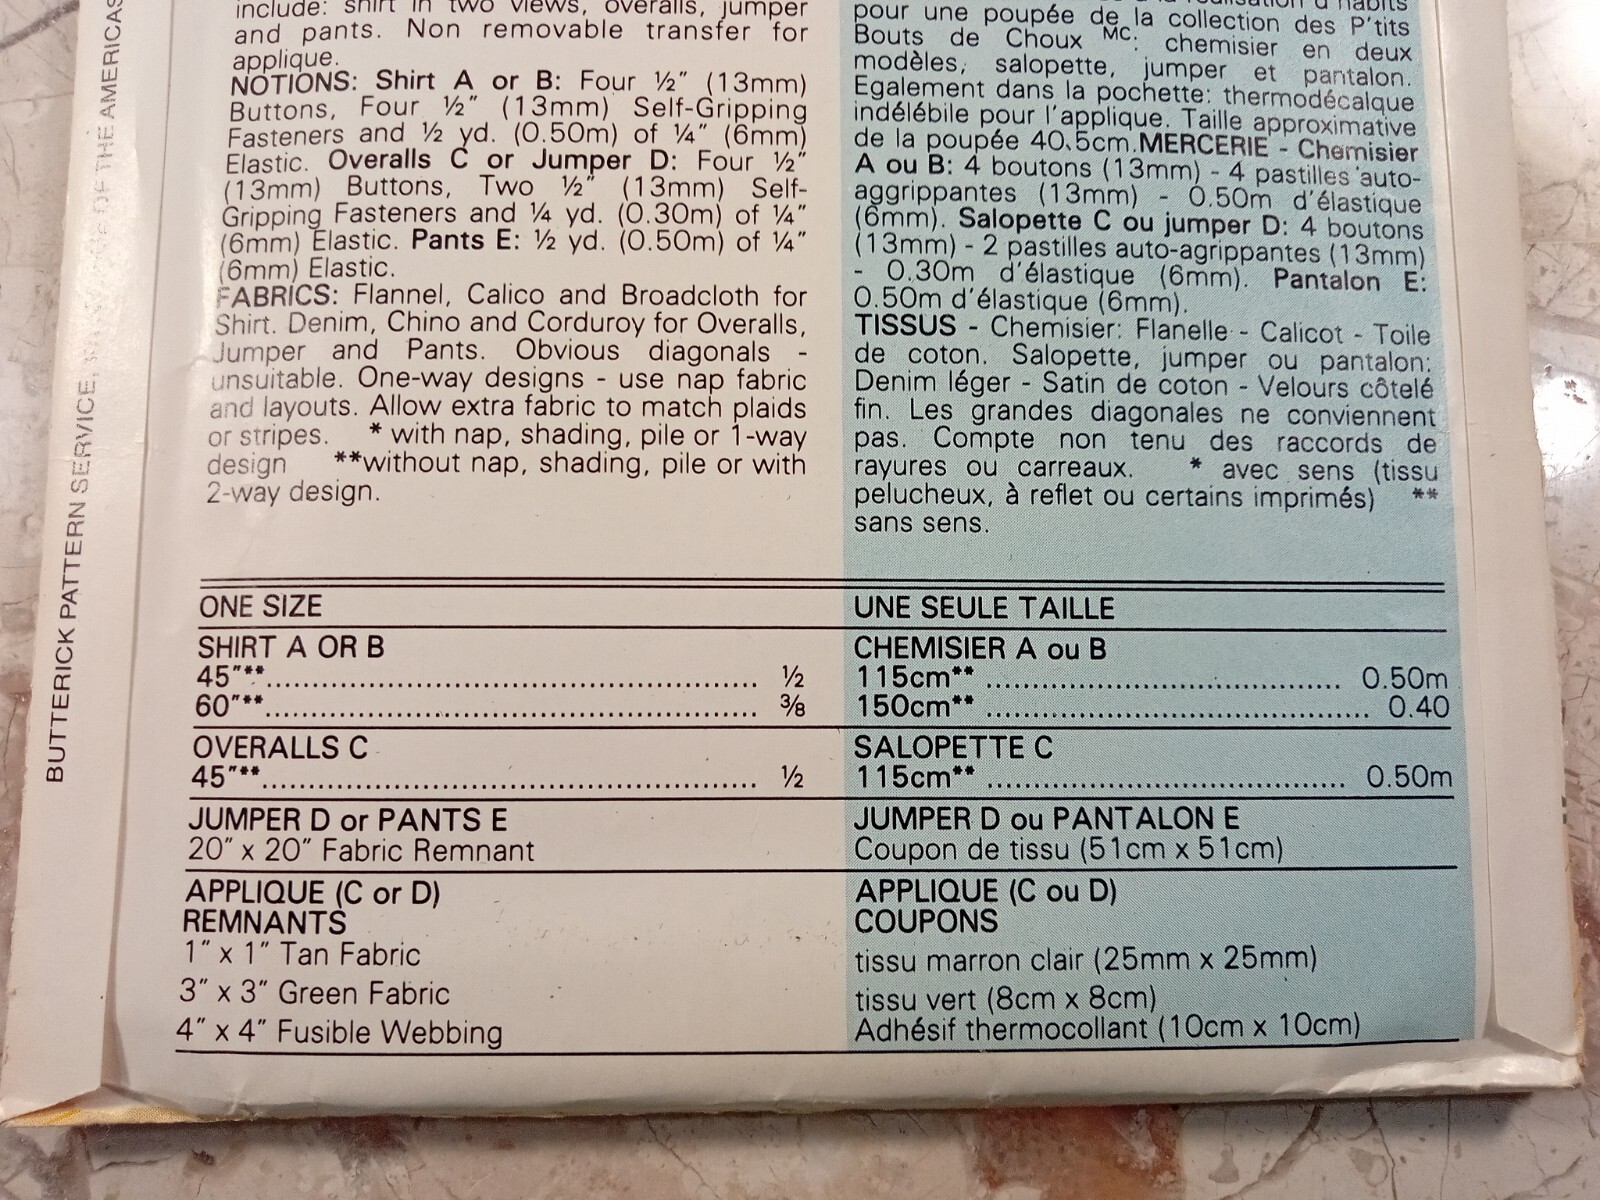 include: shirt in two views, overalls, jumper
and pants. Non removable transfer for
applique.
NOTIONS: Shirt A or B: Four ½" (13mm)
Buttons, Four ½" (13mm) Self-Gripping
Fasteners and ½ yd. (0.50m) of ¼" (6mm)
Elastic. Overalls C or Jumper D: Four ½"
(13mm) Buttons, Two ½" (13mm) Self-
Gripping Fasteners and ¼ yd. (0.30m) of ¼"
(6mm) Elastic. Pants E: ½ yd. (0.50m) of ¼"
(6mm) Elastic.
FABRICS: Flannel, Calico and Broadcloth for
Shirt. Denim, Chino and Corduroy for Overalls,
Jumper and Pants. Obvious diagonals -
unsuitable. One-way designs - use nap fabric
and layouts. Allow extra fabric to match plaids
or stripes. * with nap, shading, pile or 1-way
design **without nap, shading, pile or with
2-way design.
pour une poupée de la collection des P'tits
Bouts de Choux MC: chemisier en deux
modèles, salopette, jumper et pantalon.
Egalement dans la pochette: thermodécalque
indélébile pour l'applique. Taille approximative
de la poupée 40,5cm.MERCERIE - Chemisier
A ou B: 4 boutons (13mm) - 4 pastilles auto-
aggrippantes (13mm) - 0.50m d'élastique
(6mm). Salopette C ou jumper D: 4 boutons
(13mm) - 2 pastilles auto-agrippantes (13mm)
- 0.30m d'élastique (6mm). Pantalon E:
0.50m d'élastique (6mm).
TISSUS - Chemisier: Flanelle - Calicot - Toile
de coton. Salopette, jumper ou pantalon:
Denim léger - Satin de coton - Velours côtelé
fin. Les grandes diagonales ne conviennent
pas. Compte non tenu des raccords de
rayures ou carreaux. * avec sens (tissu
pelucheux, à reflet ou certains imprimés) **
sans sens.
ONE SIZE
SHIRT A OR B
45"** ½
60"** ⅜
OVERALLS C
45"** ½
JUMPER D or PANTS E
20" x 20" Fabric Remnant
APPLIQUE (C or D)
REMNANTS
1" x 1" Tan Fabric
3" x 3" Green Fabric
4" x 4" Fusible Webbing
UNE SEULE TAILLE
CHEMISIER A ou B
115cm** 0.50m
150cm** 0.40
SALOPETTE C
115cm** 0.50m
JUMPER D ou PANTALON E
Coupon de tissu (51cm x 51cm)
APPLIQUE (C ou D)
COUPONS
tissu marron clair (25mm x 25mm)
tissu vert (8cm x 8cm)
Adhésif thermocollant (10cm x 10cm)
BUTTERICK PATTERN SERVICE, OF THE AMERICAS